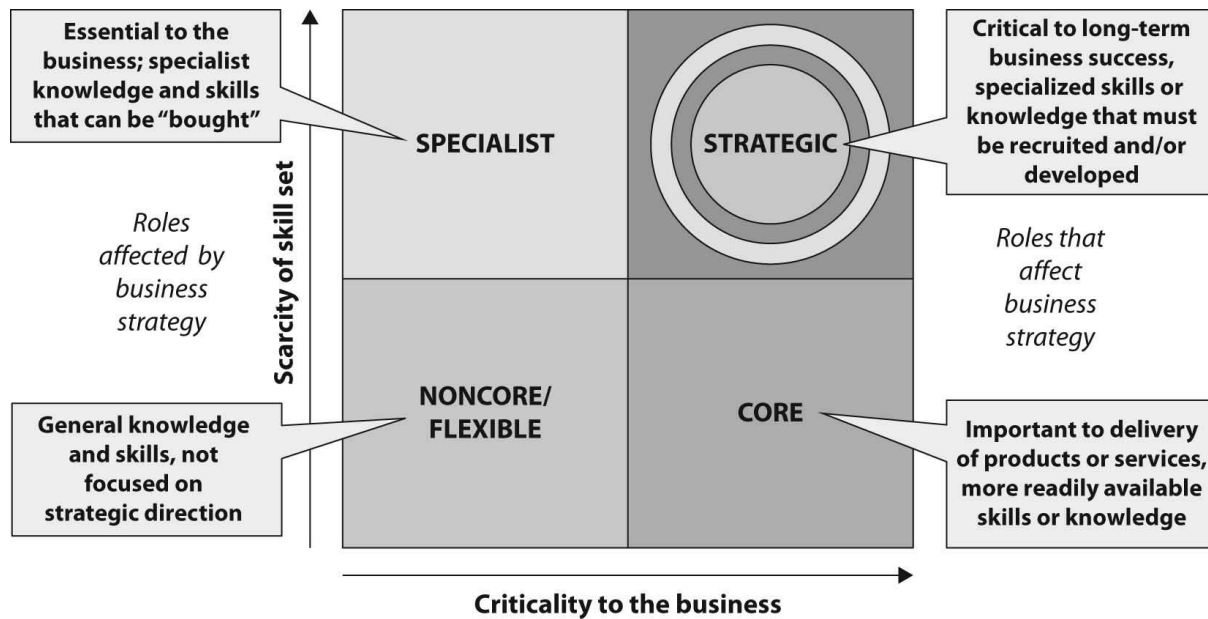 Essential to the
business; specialist
knowledge and skills
that can be “bought”
SPECIALIST
STRATEGIC
Critical to long-term
business success,
specialized skills or
knowledge that must
be recruited and/or
developed
Roles
affected by
business
strategy
Scarcity of skill set
Roles that
affect
business
strategy
General knowledge
and skills, not
focused on
strategic direction
NONCORE/
FLEXIBLE
CORE
Important to delivery
of products or services,
more readily available
skills or knowledge
Criticality to the business